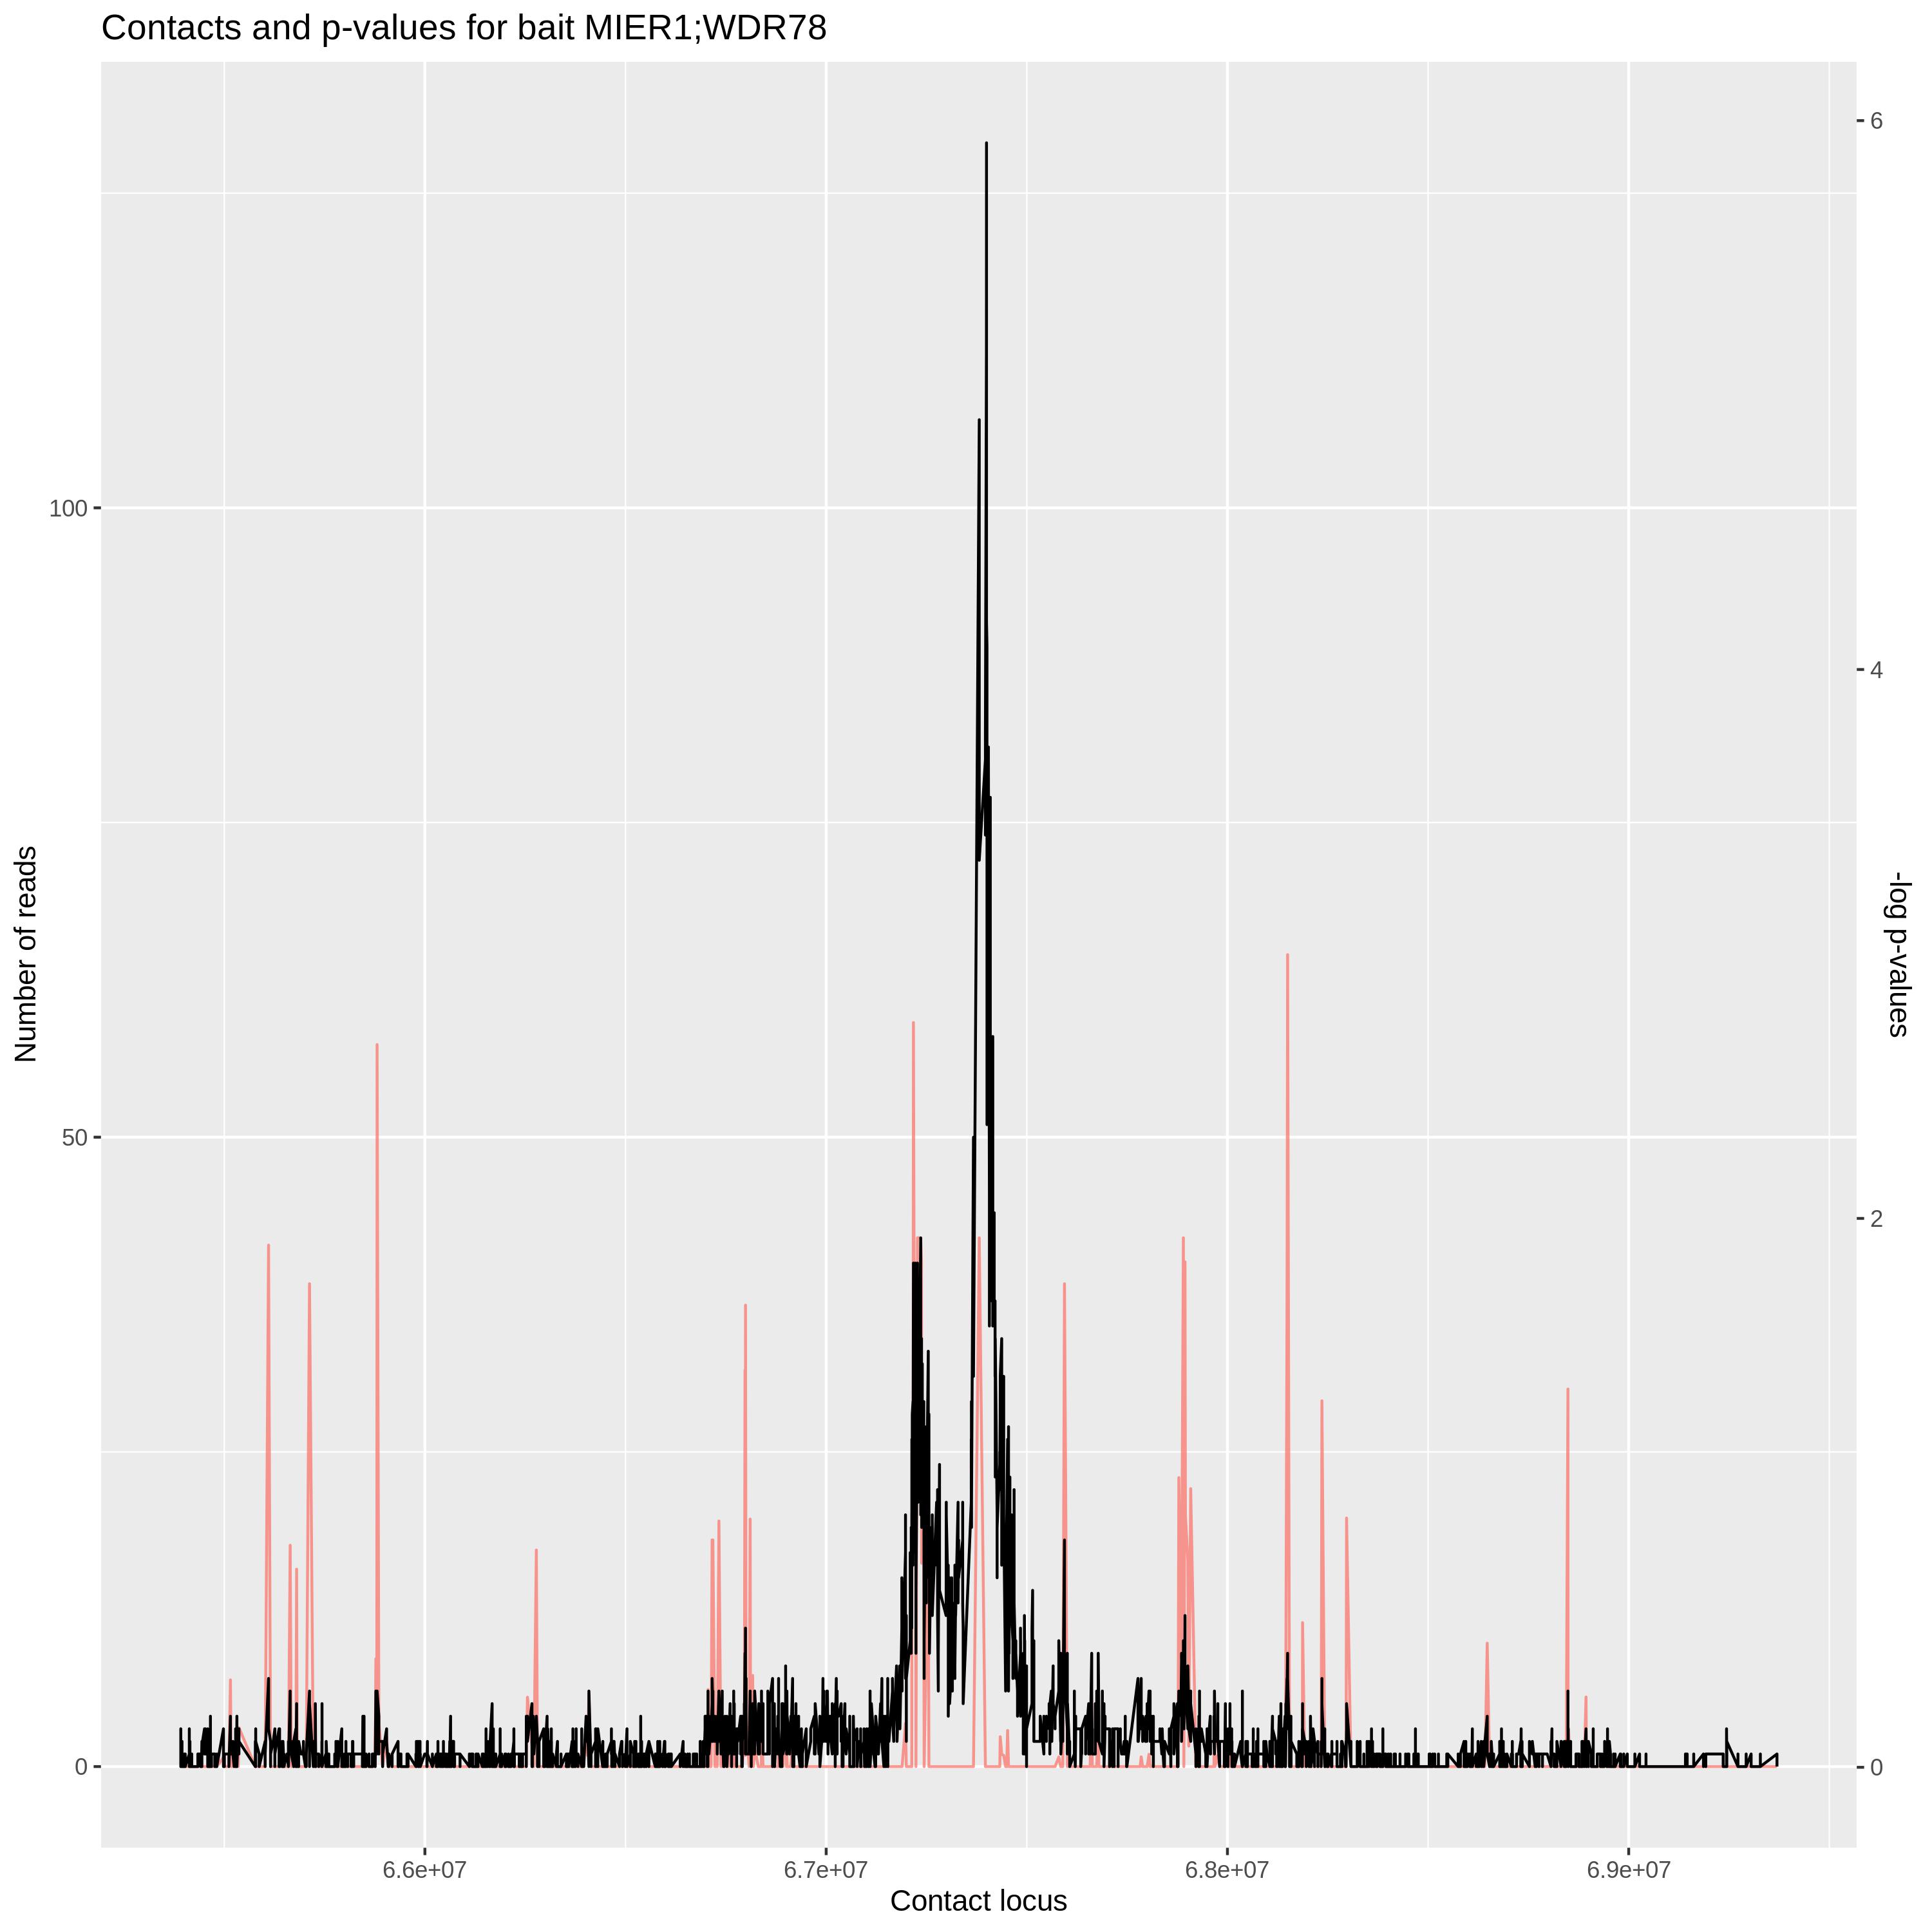 Contacts and p-values for bait MIER1;WDR78
Number of reads
100
50
0
6
4
2
0
-log p-values
6.6e+07
6.7e+07
6.8e+07
6.9e+07
Contact locus